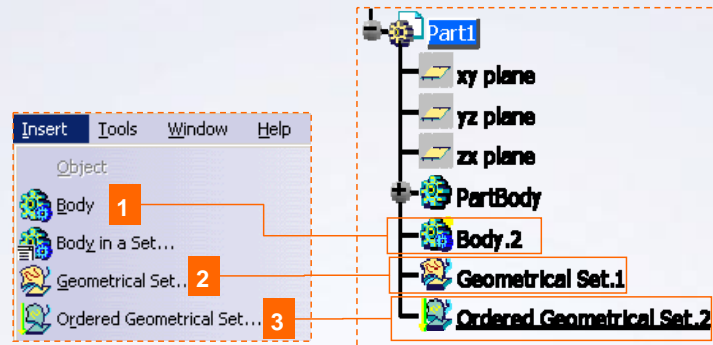 Insert Tools Window Help
Object
Body
1
Body in a Set...
Geometrical Set...
2
Ordered Geometrical Set...
3
Part1
xy plane
yz plane
zx plane
PartBody
Body.2
Geometrical Set.1
Ordered Geometrical Set.2